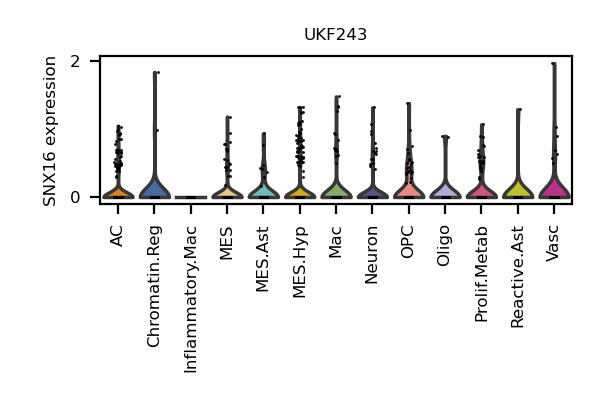 UKF243
SNX16 expression
2
0
AC
Chromatin.Reg
Inflammatory.Mac
MES
MES.Ast
MES.Hyp
Mac
Neuron
OPC
Oligo
Prolif.Metab
Reactive.Ast
Vasc